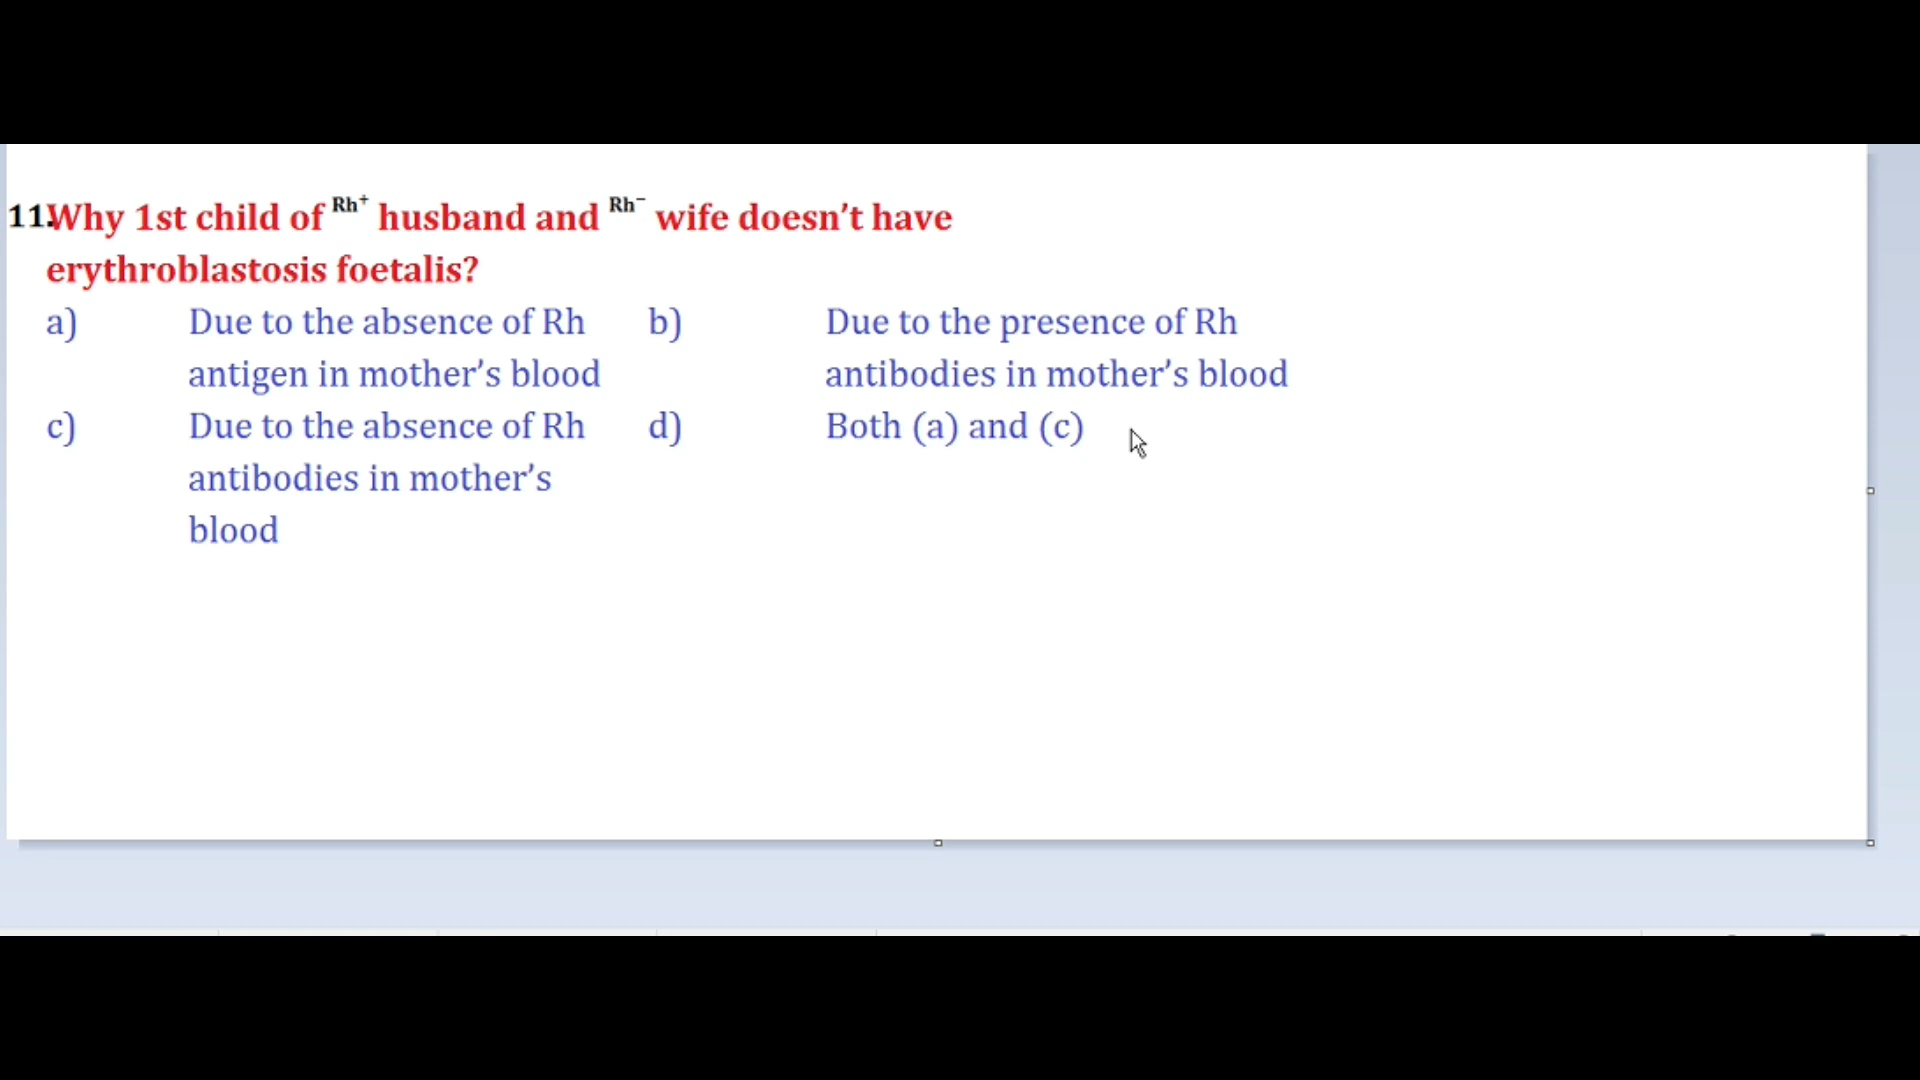 11.Why 1st child of Rh⁺ husband and Rh⁻ wife doesn't have
erythroblastosis foetalis?
a) Due to the absence of Rh b) Due to the presence of Rh
antigen in mother's blood antibodies in mother's blood
c) Due to the absence of Rh d) Both (a) and (c)
antibodies in mother's
blood